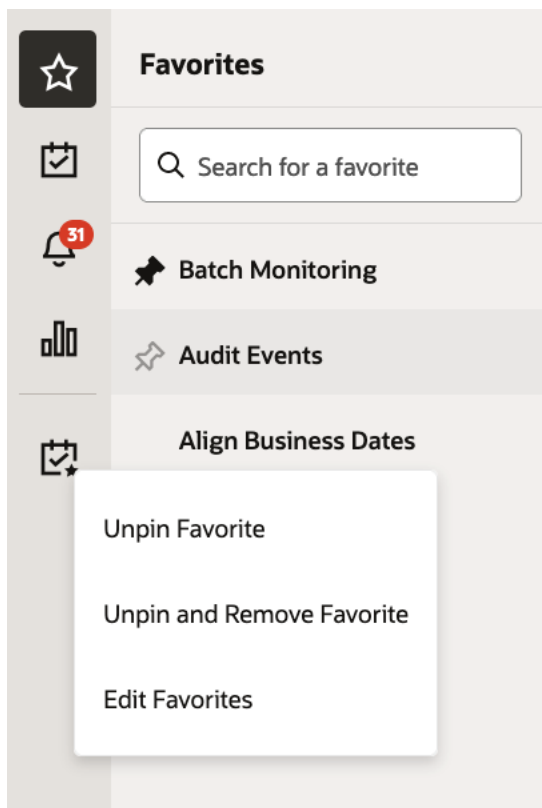 Favorites
Search for a favorite
31
Batch Monitoring
Audit Events
Align Business Dates
Unpin Favorite
Unpin and Remove Favorite
Edit Favorites